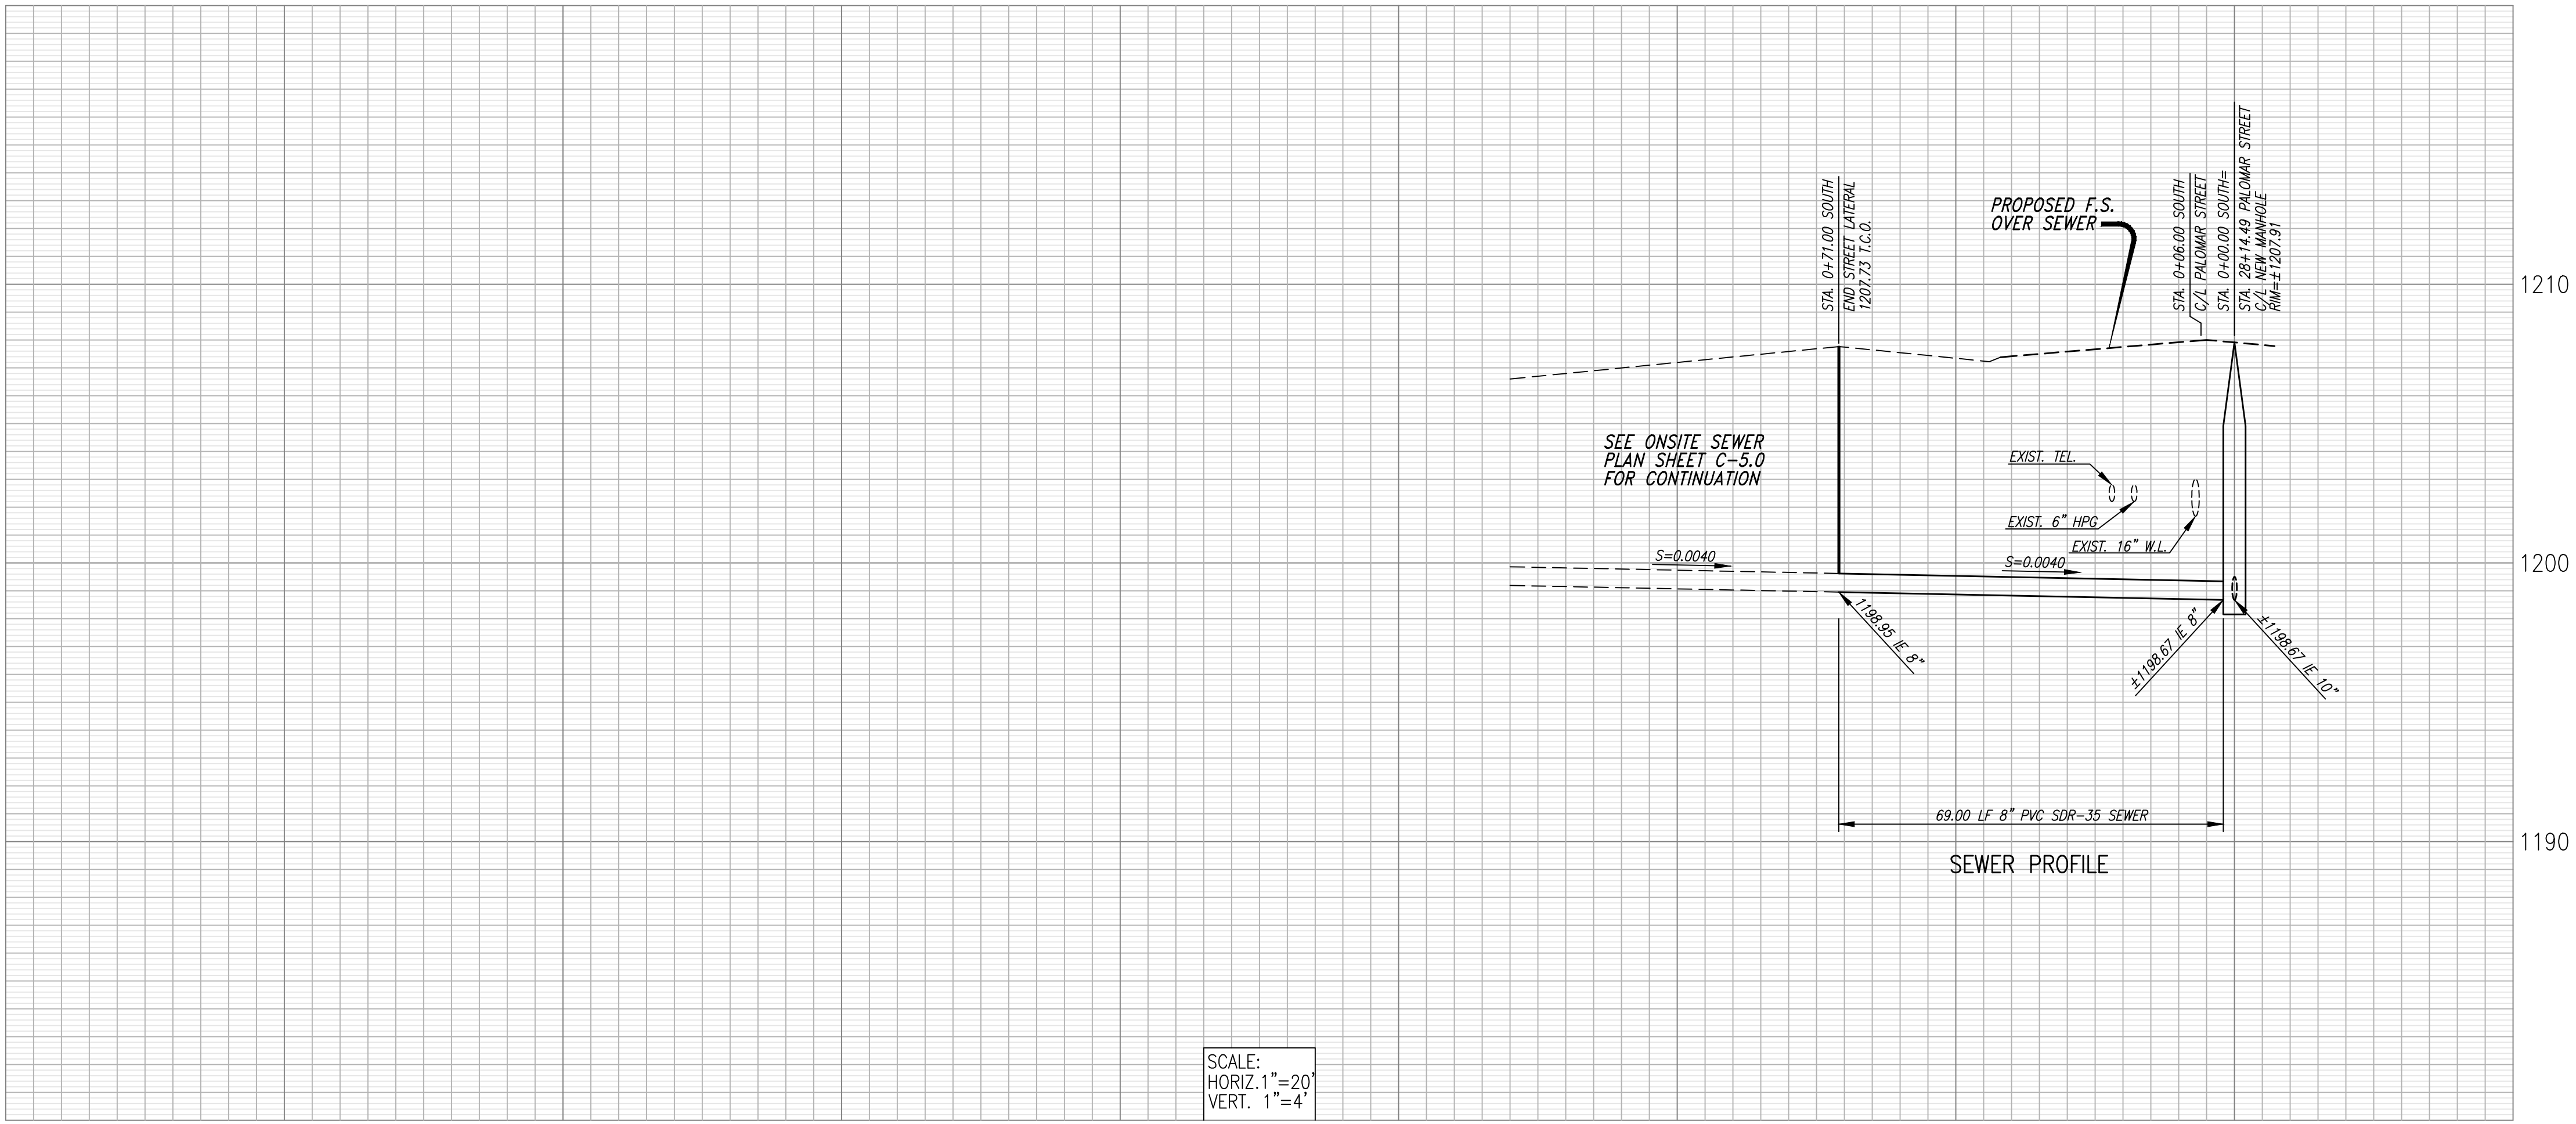 STA. 0+71.00 SOUTH
END STREET LATERAL
1207.73 T.C.O.
PROPOSED F.S.
OVER SEWER
STA. 0+06.00 SOUTH
C/L PALOMAR STREET
STA. 0+00.00 SOUTH=
STA. 28+14.49 PALOMAR STREET
C/L NEW MANHOLE
RIM=±1207.91
1210
SEE ONSITE SEWER
PLAN SHEET C-5.0
FOR CONTINUATION
EXIST. TEL.
EXIST. 6" HPG
EXIST. 16" W.L.
S=0.0040
S=0.0040
1200
1198.95 IE 8"
±1198.67 IE 8"
±1198.67 IE 10"
69.00 LF 8" PVC SDR-35 SEWER
1190
SEWER PROFILE
SCALE:
HORIZ.1"=20'
VERT. 1"=4'